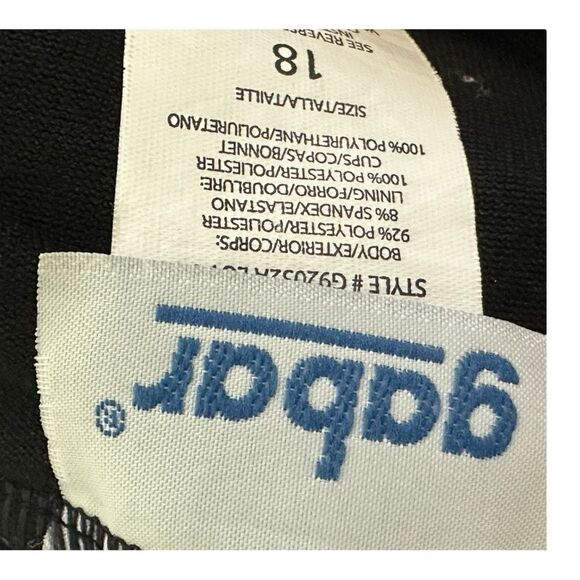 gabar®
STYLE # G92032A
BODY/EXTERIOR/CORPS:
92% POLYESTER/POLIESTER
8% SPANDEX/ELASTANO
LINING/FORRO/DOUBLURE:
100% POLYESTER/POLIESTER
CUPS/COPAS/BONNET
100% POLYURETHANE/POLIURETANO
SIZE/TALLA/TAILLE
18
SEE REVERSE